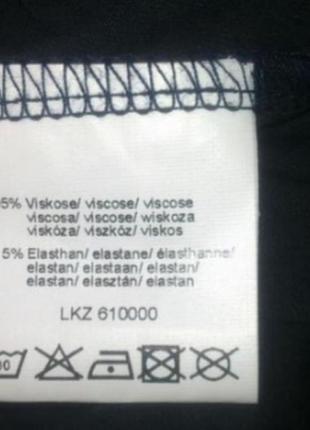 5% Viskose/ viscose/ viscose
viscosa/ viscose/ wiskoza
viskóza/ viszkóz/ viskos
5% Elasthan/ elastane/ élasthanne/
elastan/ elastaan/ elastan/
elastan/ elasztán/ elastan
LKZ 610000